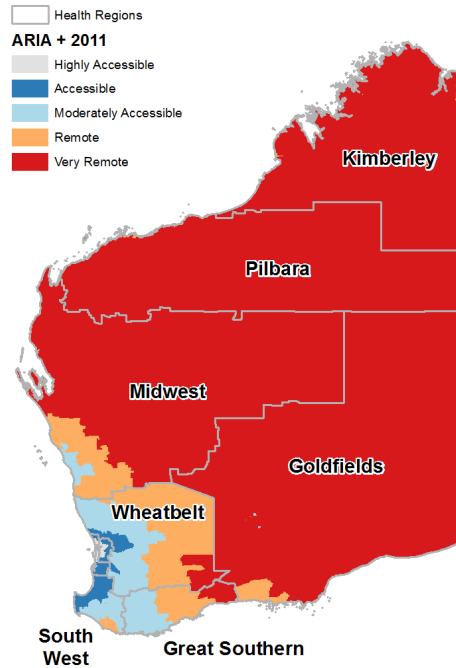 Health Regions
ARIA + 2011
Highly Accessible
Accessible
Moderately Accessible
Remote
Very Remote
Kimberley
Pilbara
Midwest
Goldfields
Wheatbelt
South
West
Great Southern